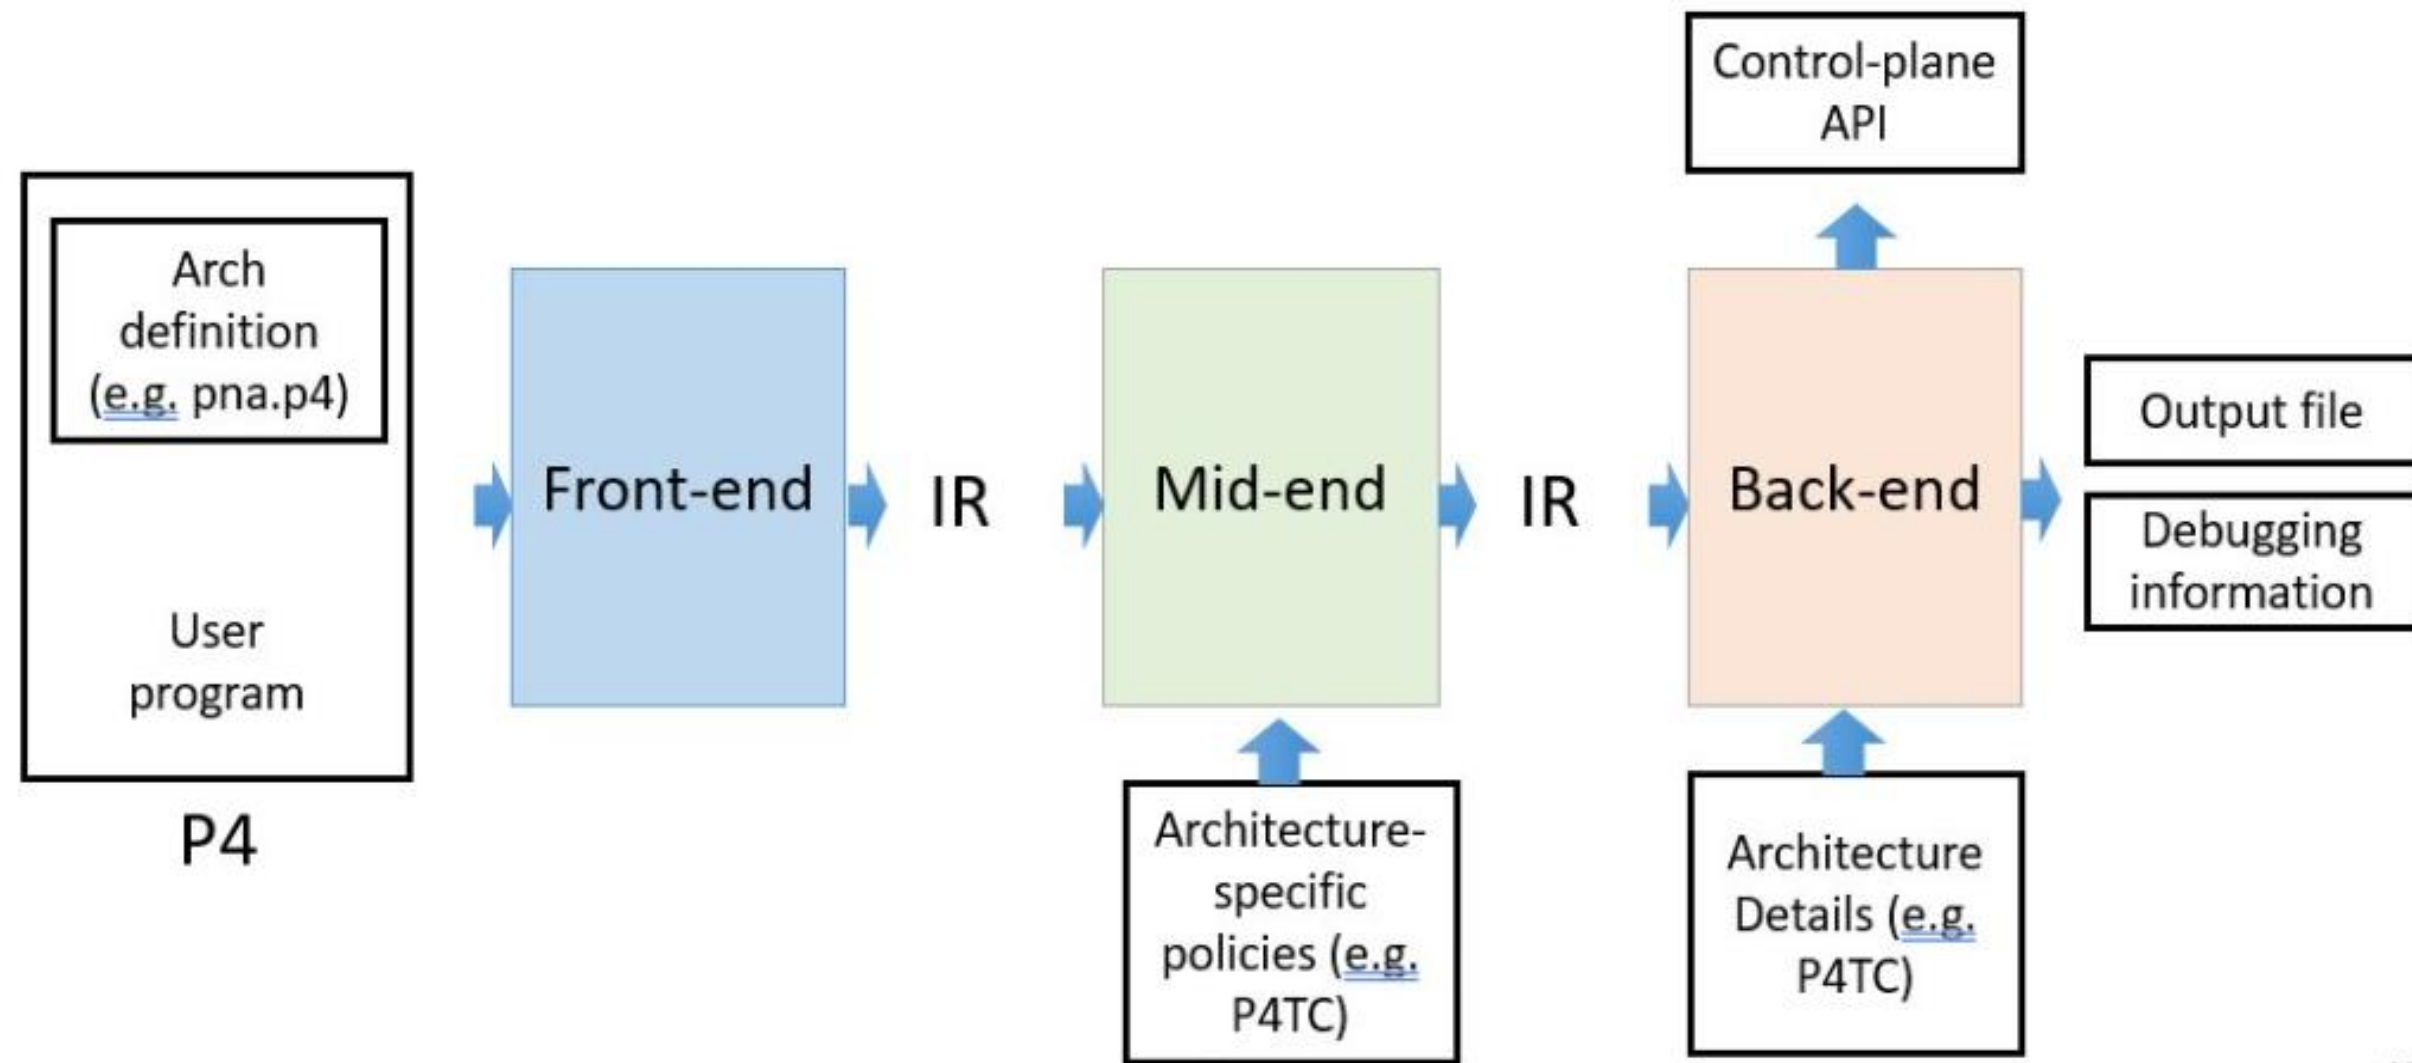 Arch
definition
(e.g. pna.p4)
User
program
P4
Front-end
IR
Mid-end
Architecture-
specific
policies (e.g.
P4TC)
IR
Control-plane
API
Back-end
Architecture
Details (e.g.
P4TC)
Output file
Debugging
information